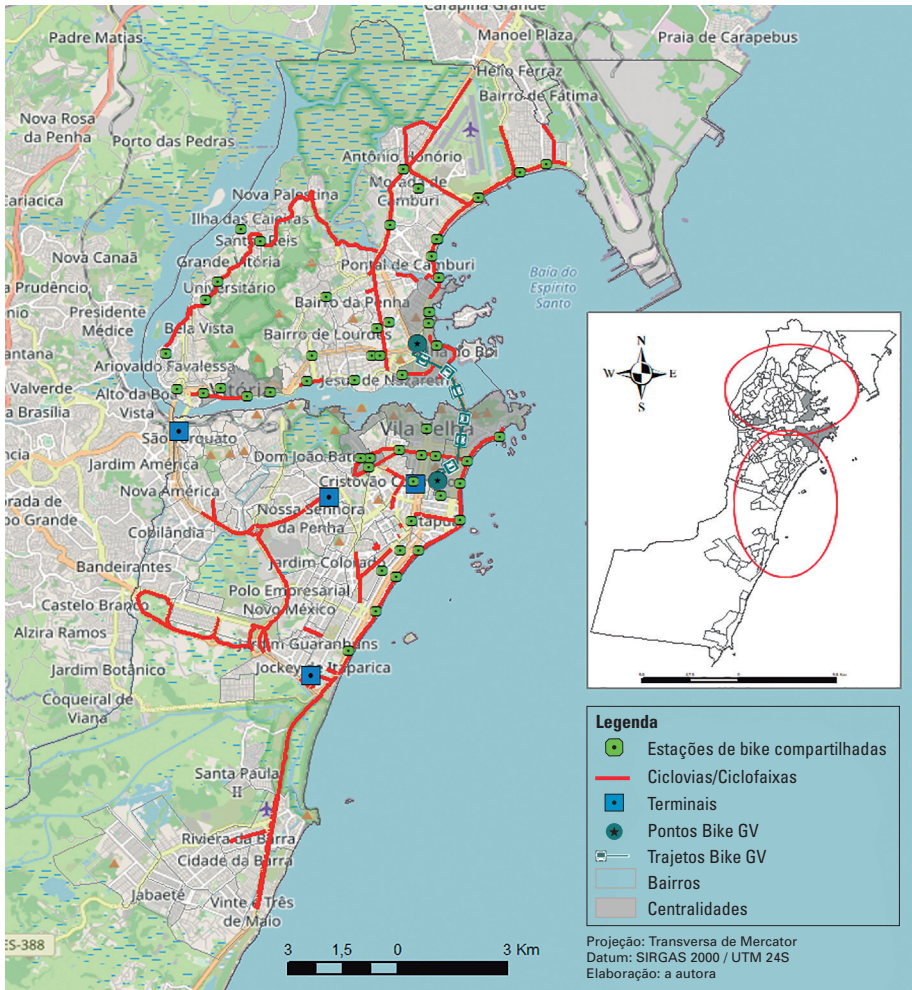 Carapina Grande
Padre Matias
Manoel Plaza
Praia de Carapebus
Hélio Ferraz
Bairro de Fátima
Nova Rosa
da Penha
Porto das Pedras
Antônio Honório
Morada de
Camburi
Cariacica
Nova Palestina
Ilha das Caieiras
Santos Reis
Nova Canaã
Grande Vitória
Pontal de Camburi
Baía do
Espírito
Santo
a Prudêncio
Universitário
Bairro da Penha
Presidente
Médice
Bela Vista
Bairro de Lourdes
antana
Ariovaldo Favalessa
Ilha do Boi
Valverde
Alto da Boa
Vista
Vitória
Jesus de Nazareth
a Brasília
São Torquato
Vila Velha
Jardim América
Dom João Bat
Nova América
Cristóvão C
Nossa Senhora
da Penha
Itapuã
Cobilândia
Jardim Colorado
Bandeirantes
Polo Empresarial
Novo México
Castelo Branco
Alzira Ramos
Jardim Guaranhuns
Jardim Botânico
Jockey de Itaparica
Coqueiral de
Viana
Santa Paula
II
Riviera da Barra
Cidade da Barra
Jabaeté
Vinte e Três
de Maio
ES-388
3 1,5 0 3 Km
N
W E
S
Legenda
Estações de bike compartilhadas
Ciclovias/Ciclofaixas
Terminais
Pontos Bike GV
Trajetos Bike GV
Bairros
Centralidades
Projeção: Transversa de Mercator
Datum: SIRGAS 2000 / UTM 24S
Elaboração: a autora